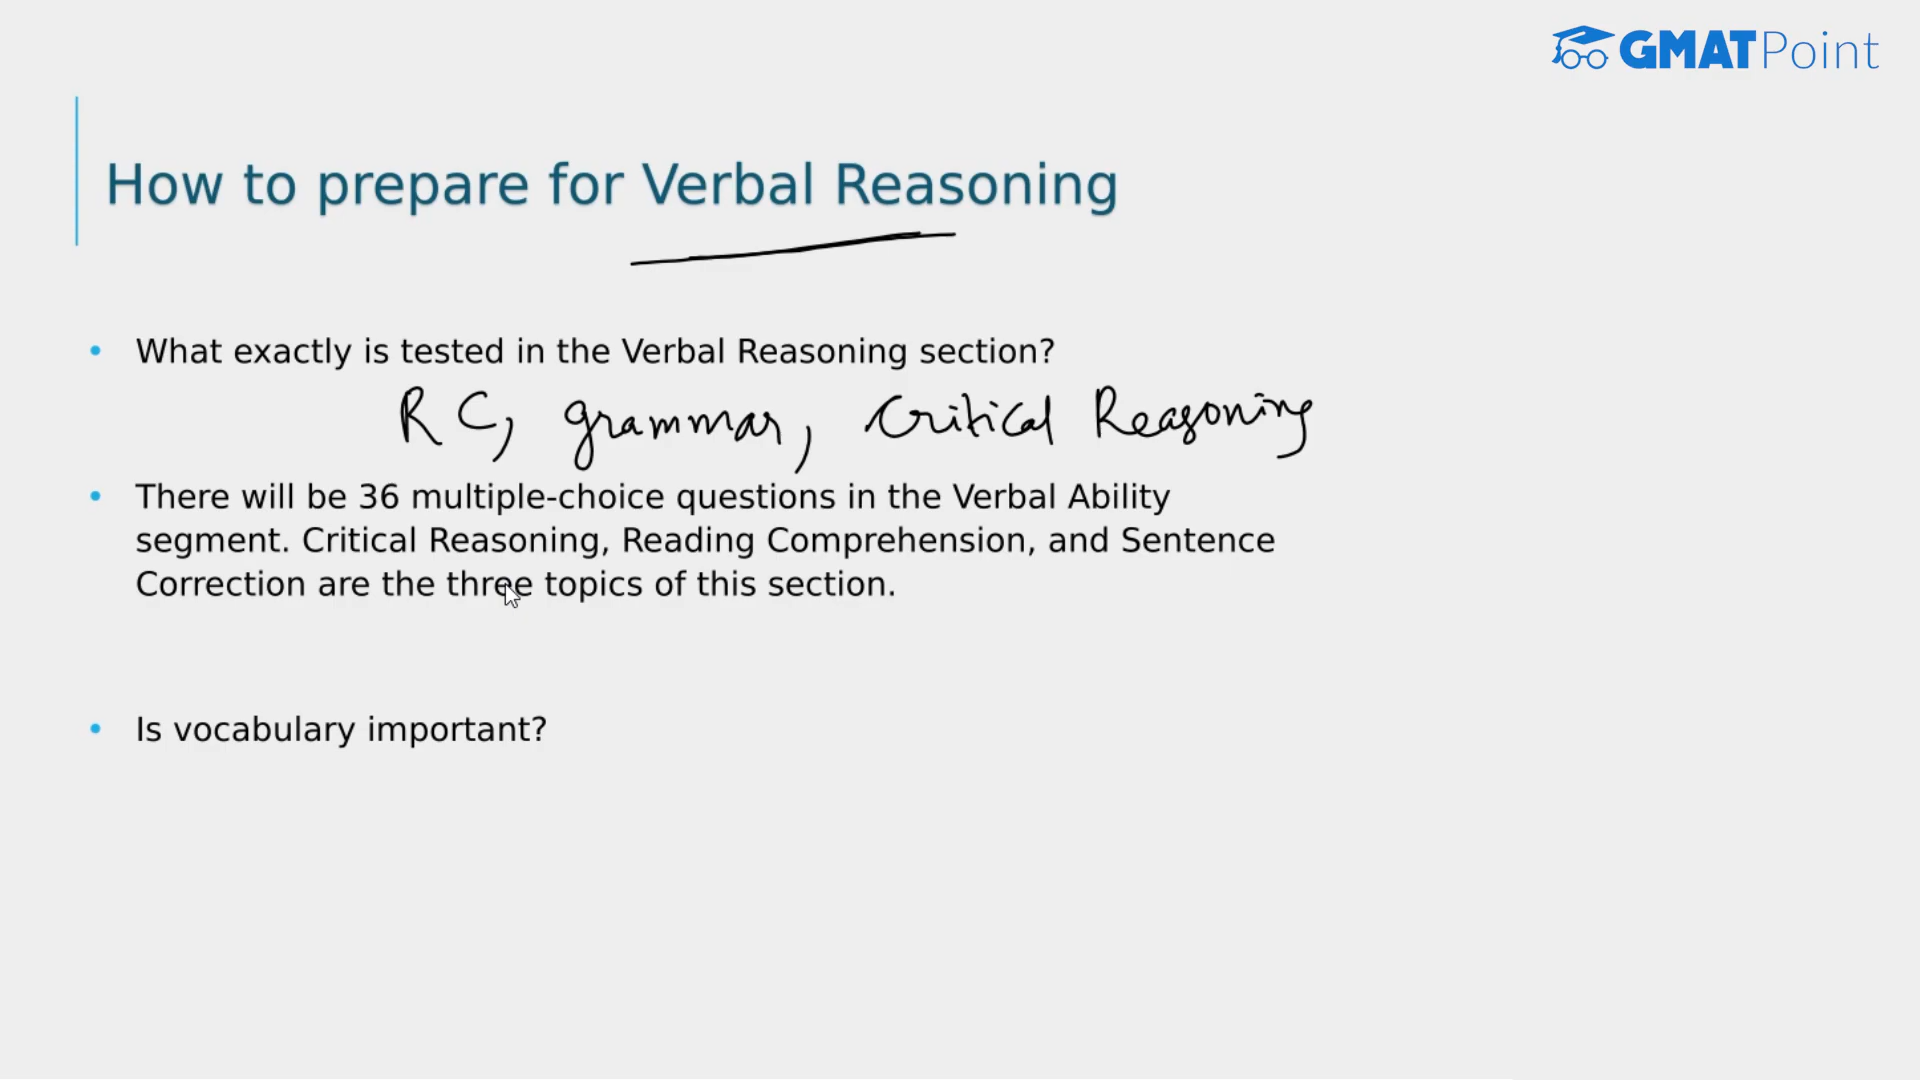 GMATPoint
How to prepare for Verbal Reasoning
• What exactly is tested in the Verbal Reasoning section?
RC, grammar, Critical Reasoning
• There will be 36 multiple-choice questions in the Verbal Ability
segment. Critical Reasoning, Reading Comprehension, and Sentence
Correction are the three topics of this section.
• Is vocabulary important?